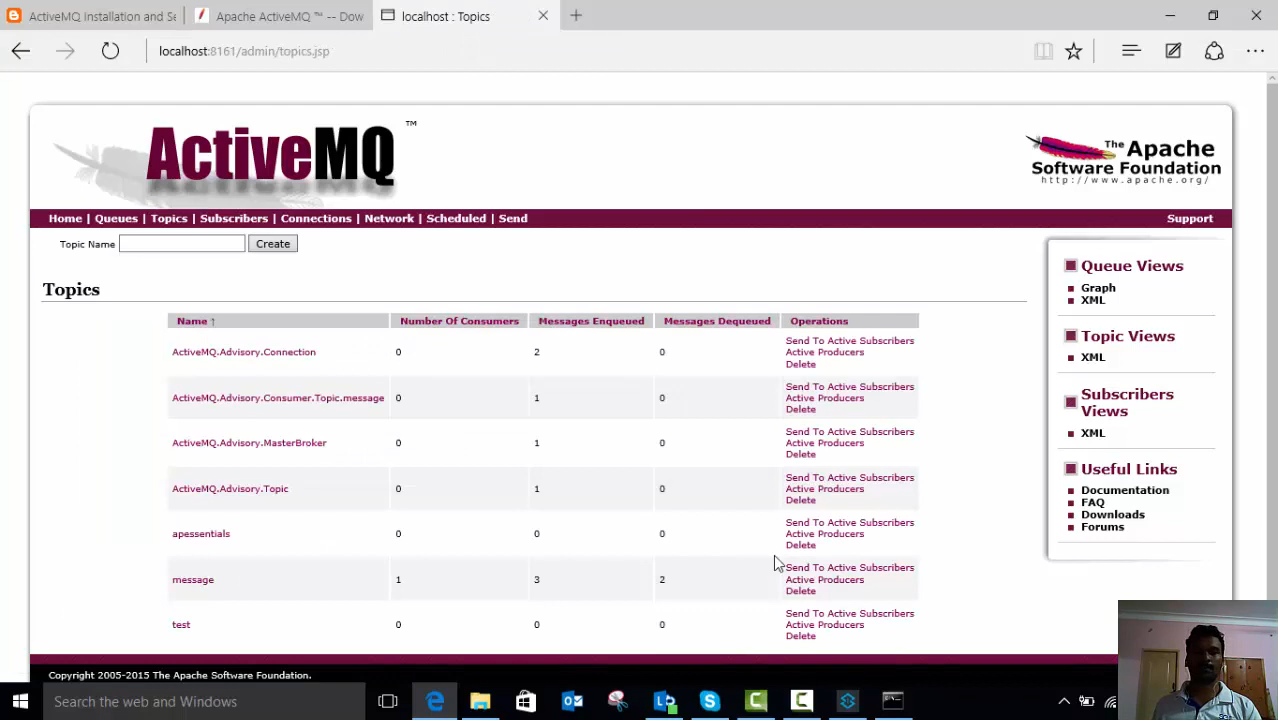 ActiveMQ Installation and Se
ActiveMQ ™ -- Dow
localhost : Topics
localhost:8161/admin/topics.jsp
ActiveMQ ™
The Apache
Software Foundation
http://www.apache.org/
Home | Queues | Topics | Subscribers | Connections | Network | Scheduled | Send
Support
Topic Name
Create
Topics
Name ↑ Number Of Consumers Messages Enqueued Messages Dequeued Operations
ActiveMQ.Advisory.Connection 0 2 0 Send To Active Subscribers
Active Producers
Delete
ActiveMQ.Advisory.Consumer.Topic.message 0 1 0 Send To Active Subscribers
Active Producers
Delete
ActiveMQ.Advisory.MasterBroker 0 1 0 Send To Active Subscribers
Active Producers
Delete
ActiveMQ.Advisory.Topic 0 1 0 Send To Active Subscribers
Active Producers
Delete
apessentials 0 0 0 Send To Active Subscribers
Active Producers
Delete
message 1 3 2 Send To Active Subscribers
Active Producers
Delete
test 0 0 0 Send To Active Subscribers
Active Producers
Delete
Queue Views
Graph
XML
Topic Views
XML
Subscribers
Views
XML
Useful Links
Documentation
FAQ
Downloads
Forums
Copyright 2005-2015 The Apache Software Foundation.
Search the web and Windows